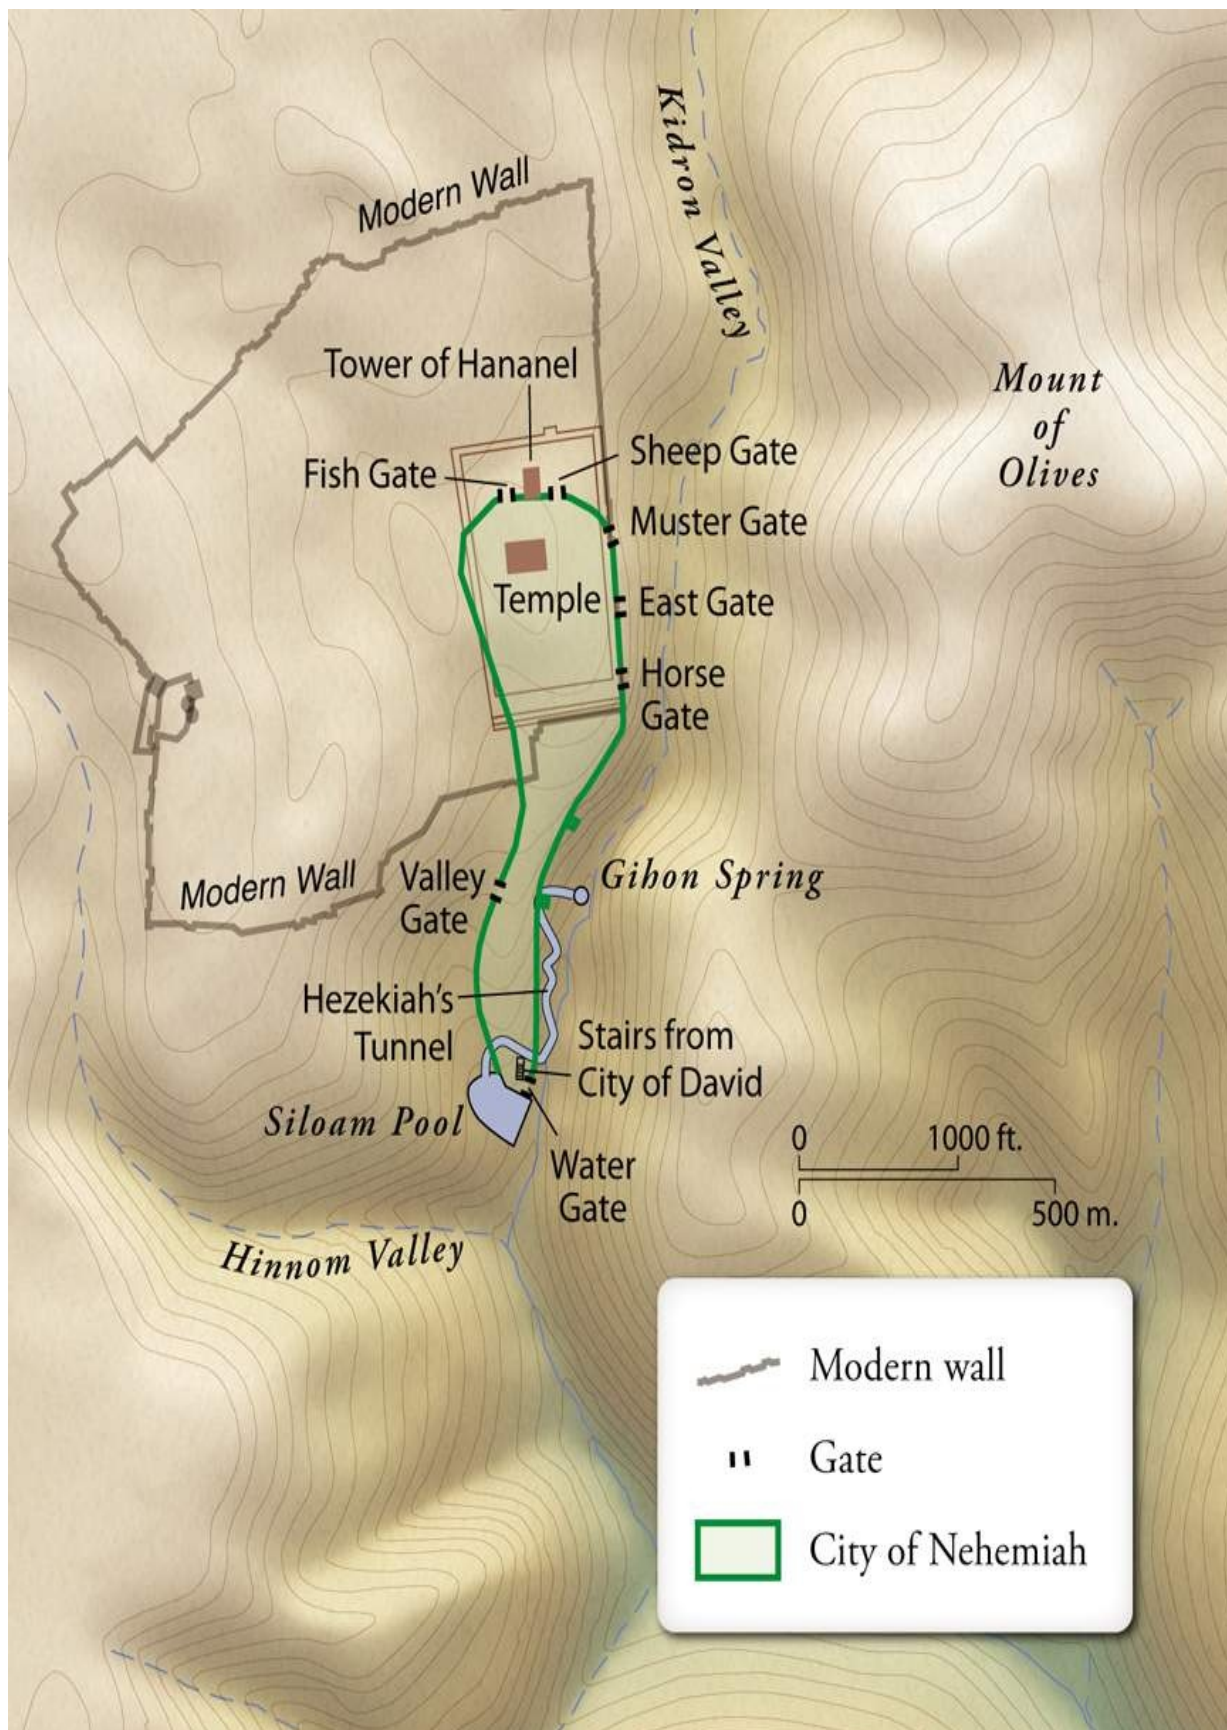 Kidron Valley
Modern Wall
Tower of Hananel
Mount
of
Olives
Sheep Gate
Fish Gate
Muster Gate
Temple
East Gate
Horse
Gate
Modern Wall
Valley
Gate
Gihon Spring
Hezekiah's
Tunnel
Stairs from
City of David
Siloam Pool
Water
Gate
0 1000 ft.
0 500 m.
Hinnom Valley
Modern wall
Gate
City of Nehemiah